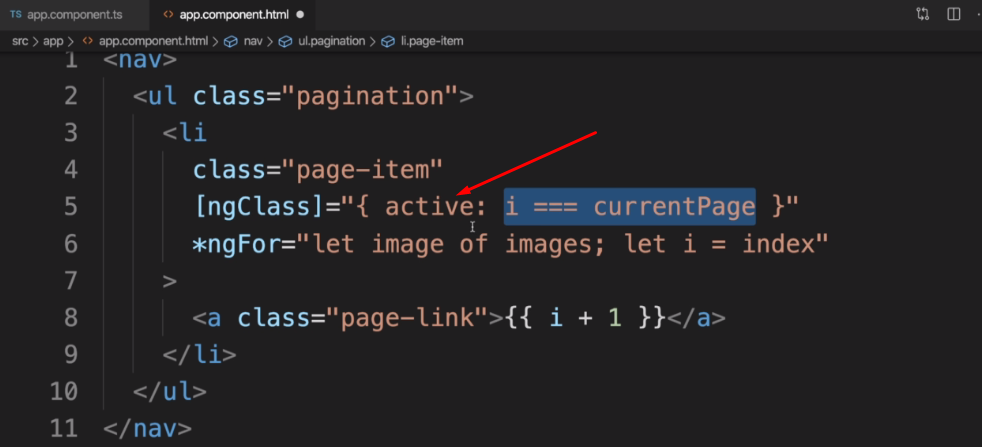 TS app.component.ts <> app.component.html ●
src > app > <> app.component.html > nav > ul.pagination > li.page-item
1 <nav>
2 <ul class="pagination">
3 <li
4 class="page-item"
5 [ngClass]="{ active: i === currentPage }"
6 *ngFor="let image of images; let i = index"
7 >
8 <a class="page-link">{{ i + 1 }}</a>
9 </li>
10 </ul>
11 </nav>